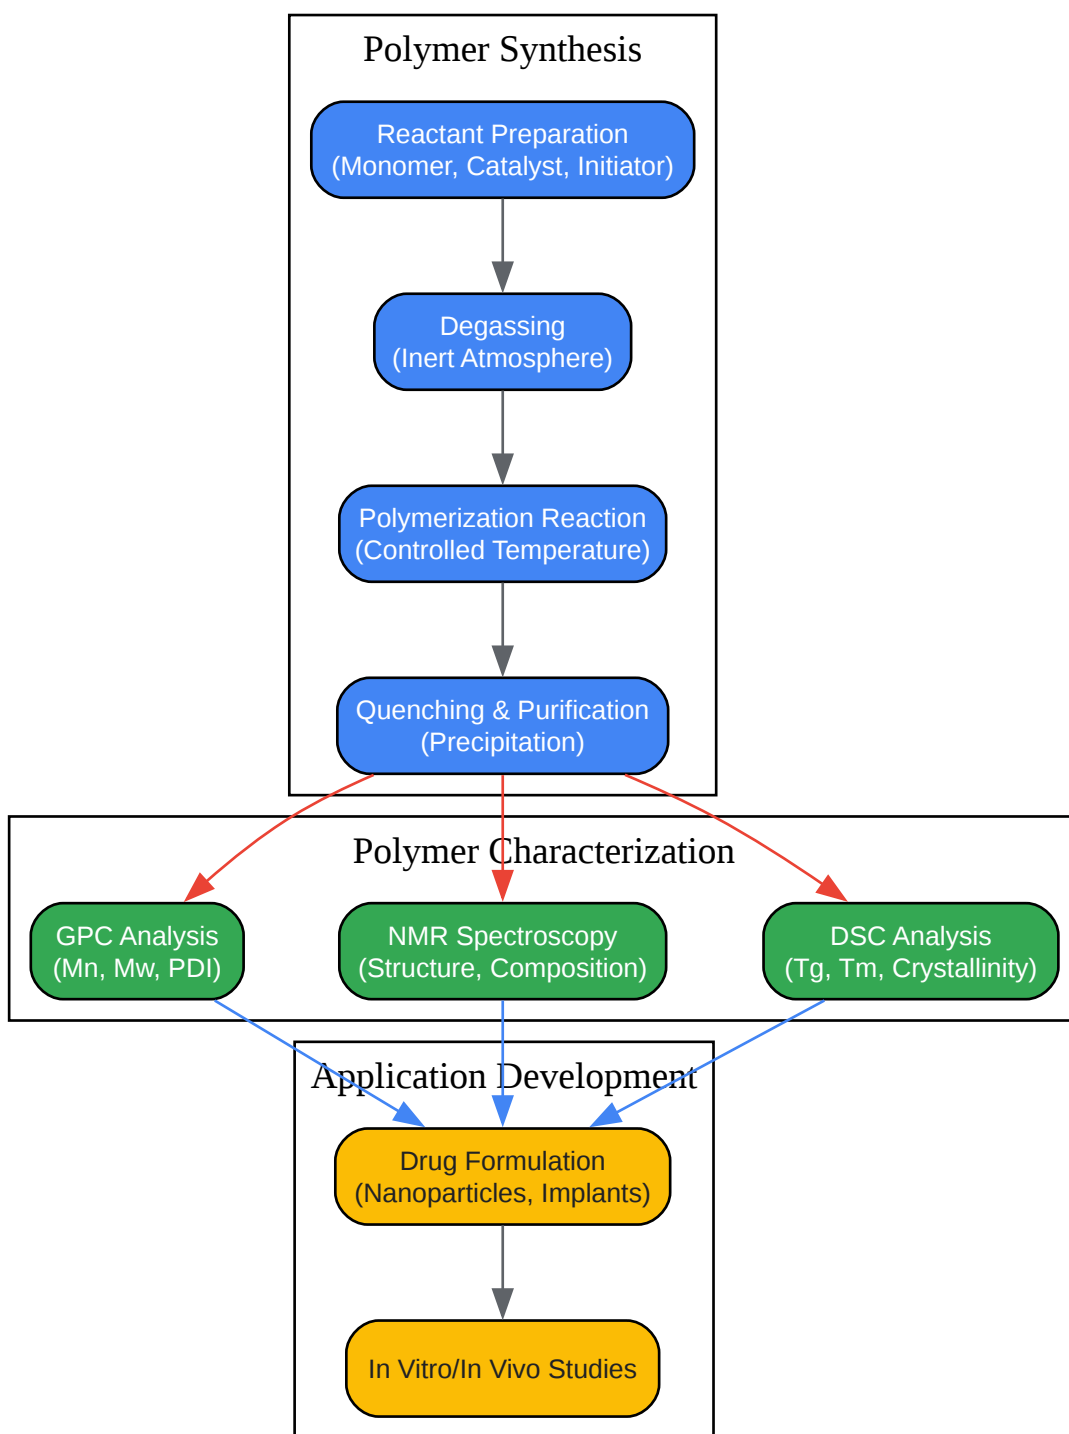 Polymer Synthesis
Reactant Preparation
(Monomer, Catalyst, Initiator)
Degassing
(Inert Atmosphere)
Polymerization Reaction
(Controlled Temperature)
Quenching & Purification
(Precipitation)
Polymer Characterization
GPC Analysis
(Mn, Mw, PDI)
NMR Spectroscopy
(Structure, Composition)
DSC Analysis
(Tg, Tm, Crystallinity)
Application Development
Drug Formulation
(Nanoparticles, Implants)
In Vitro/In Vivo Studies